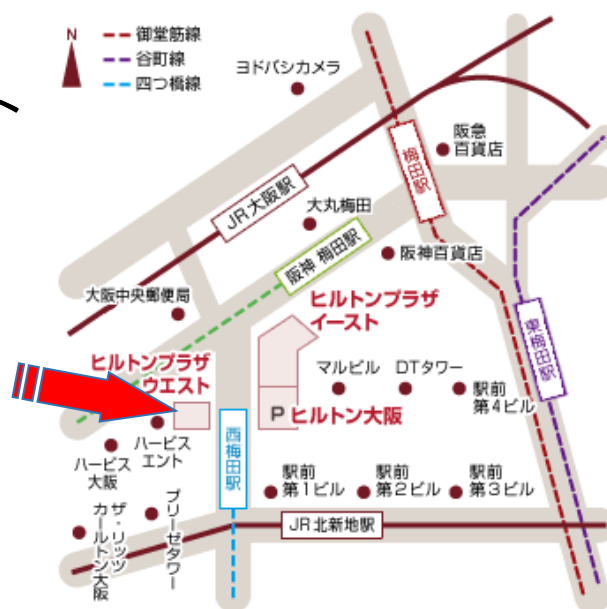 N
御堂筋線
谷町線
四つ橋線
ヨドバシカメラ
阪急
百貨店
梅田駅
JR大阪駅
大丸梅田
阪神 梅田駅
阪神百貨店
大阪中央郵便局
ヒルトンプラザ
イースト
東梅田駅
ヒルトンプラザ
ウエスト
マルビル
DTタワー
駅前
第4ビル
P
ヒルトン大阪
西梅田駅
ハービス
エント
ハービス
大阪
駅前
第1ビル
駅前
第2ビル
駅前
第3ビル
JR北新地駅
ブリーゼタワー
ザ・リッツ
カールトン大阪